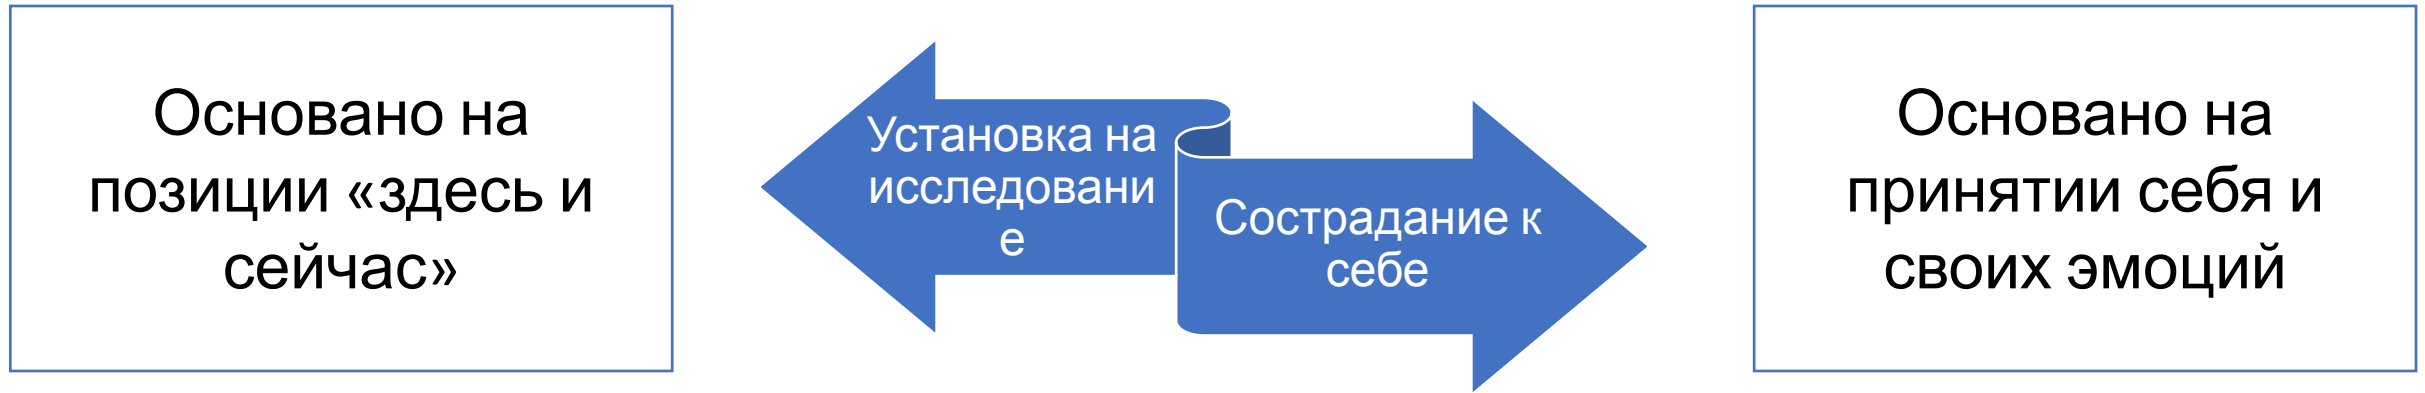 Основано на
позиции «здесь и
сейчас»
Установка на
исследовани
е
Сострадание к
себе
Основано на
принятии себя и
своих эмоций